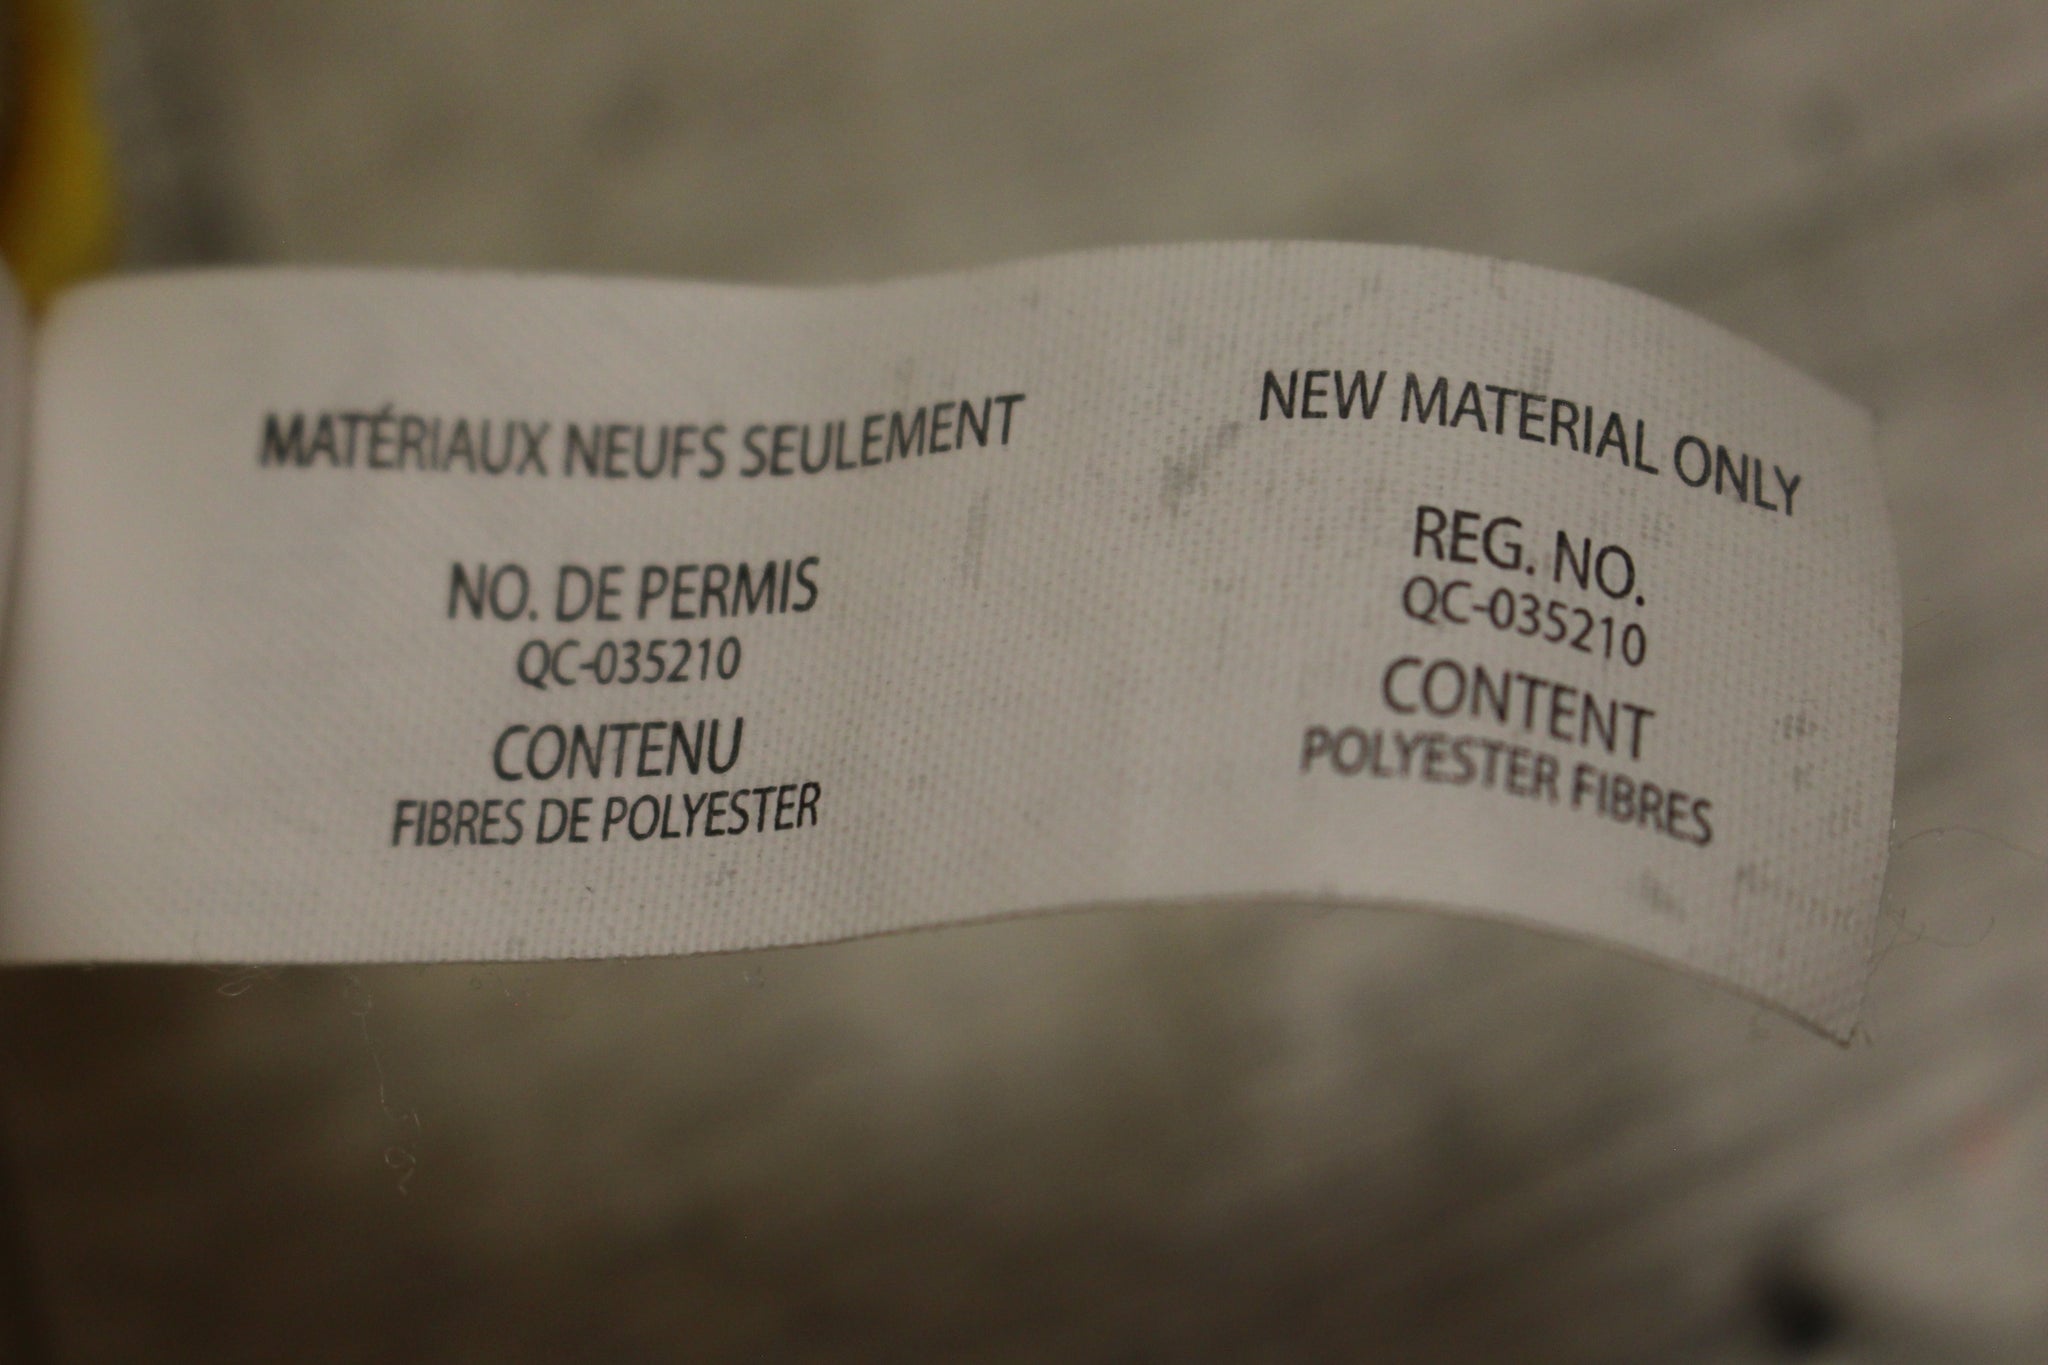 MATÉRIAUX NEUFS SEULEMENT
NO. DE PERMIS
QC-035210
CONTENU
FIBRES DE POLYESTER
NEW MATERIAL ONLY
REG. NO.
QC-035210
CONTENT
POLYESTER FIBRES